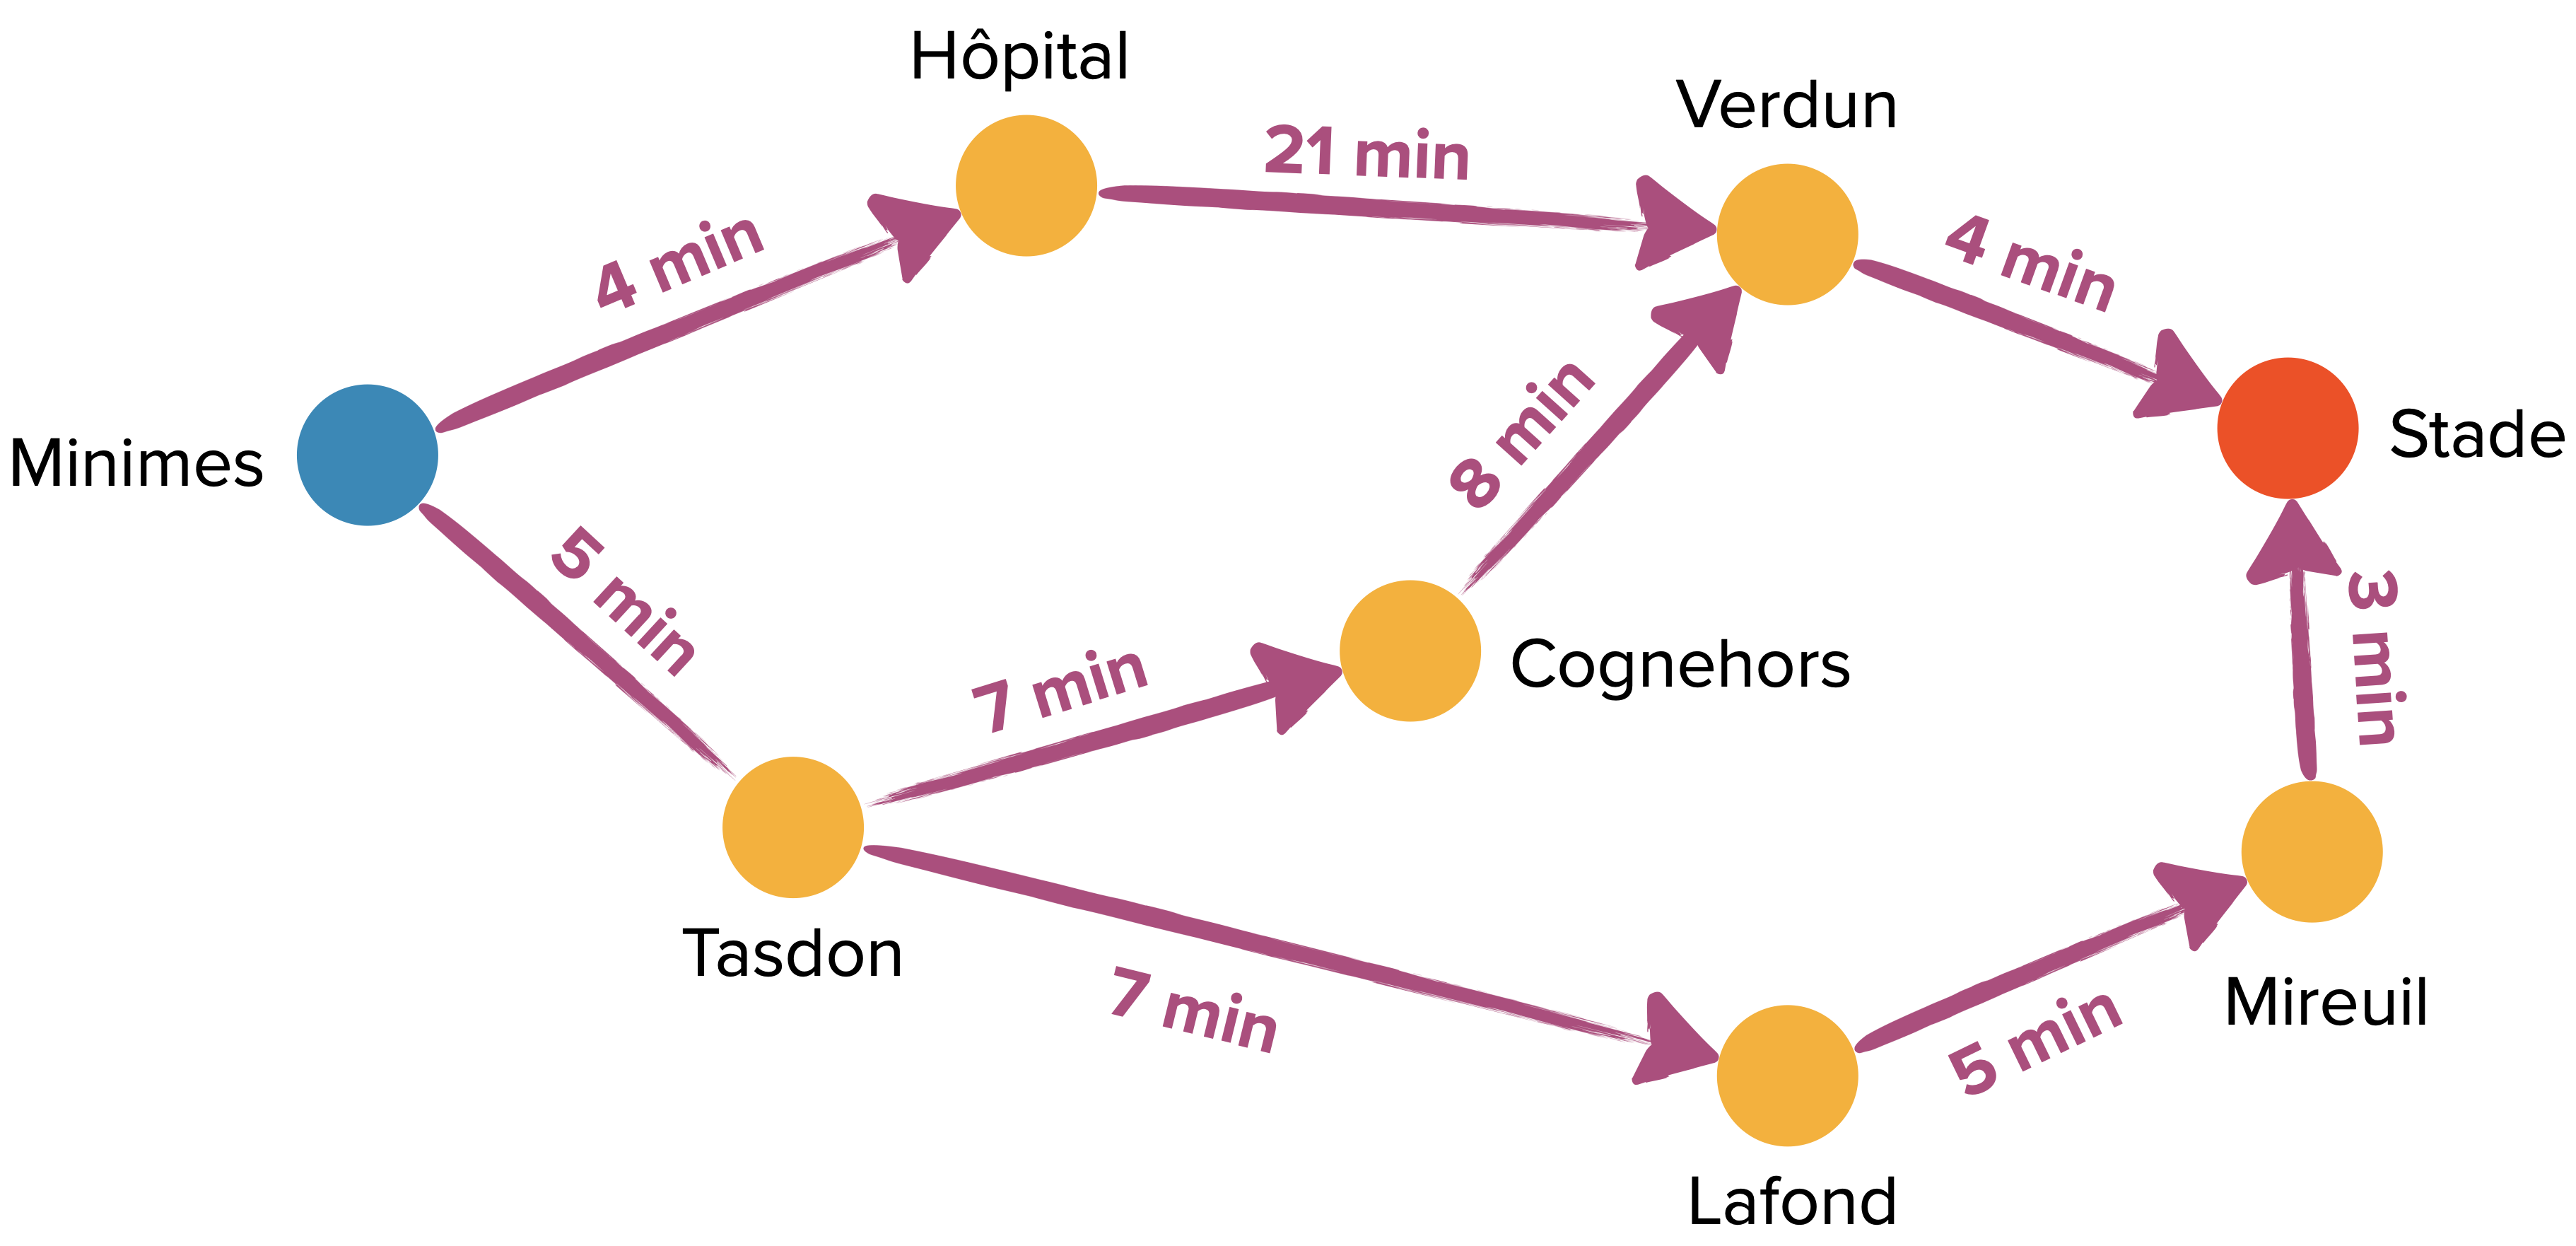 Hôpital
Verdun
21 min
4 min
4 min
8 min
Stade
Minimes
5 min
3 min
7 min
Cognehors
Tasdon
7 min
Mireuil
5 min
Lafond